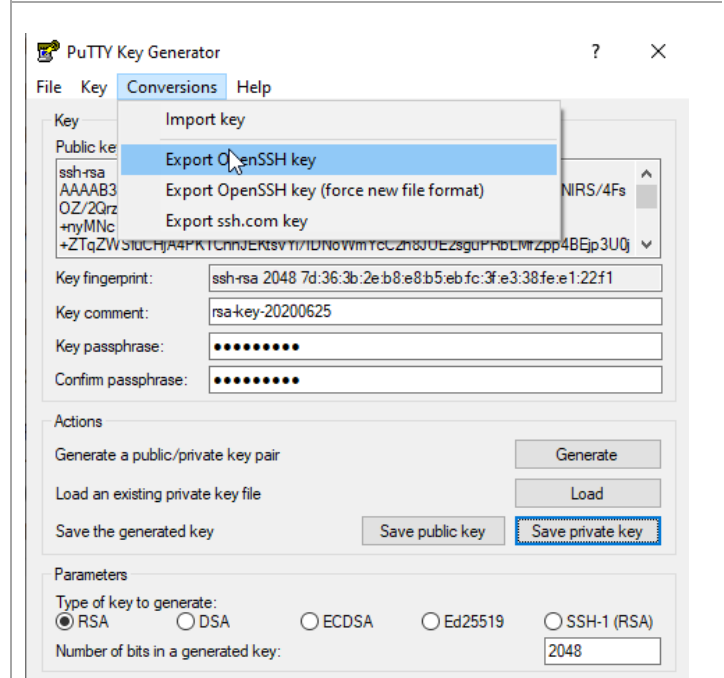 PuTTY Key Generator ? ×
File Key Conversions Help
Import key
Export OpenSSH key
Export OpenSSH key (force new file format)
Export ssh.com key
Key
Public ke
ssh-rsa
AAAAB3 NIRS/4Fs
OZ/2Qrz
+nyMNc
Key fingerprint: ssh-rsa 2048 7d:36:3b:2e:b8:e8:b5:eb:fc:3f:e3:38:fe:e1:22:f1
Key comment: rsa-key-20200625
Key passphrase: •••••••••
Confirm passphrase: •••••••••
Actions
Generate a public/private key pair Generate
Load an existing private key file Load
Save the generated key Save public key Save private key
Parameters
Type of key to generate:
RSA DSA ECDSA Ed25519 SSH-1 (RSA)
Number of bits in a generated key: 2048